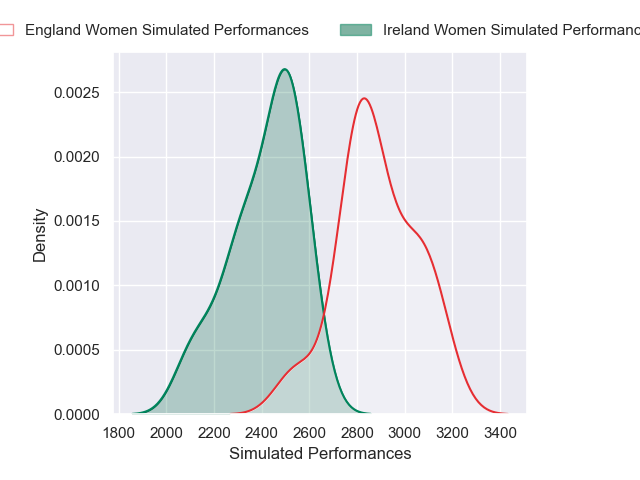 England Women Simulated Performances
Ireland Women Simulated
Density
0.0025
0.0020
0.0015
0.0010
0.0005
0.0000
1800 2000 2200 2400 2600 2800 3000 3200 3400
Simulated Performances